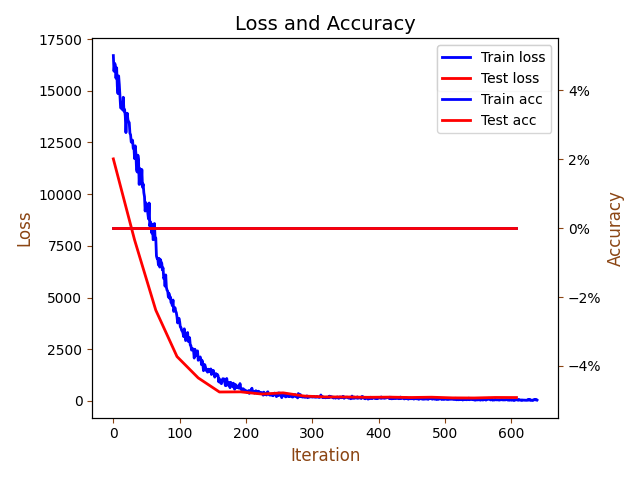 Loss and Accuracy
17500
15000
12500
10000
7500
5000
2500
0
Loss
Train loss
Test loss
Train acc
Test acc
4%
2%
0%
−2%
−4%
Accuracy
0 100 200 300 400 500 600
Iteration